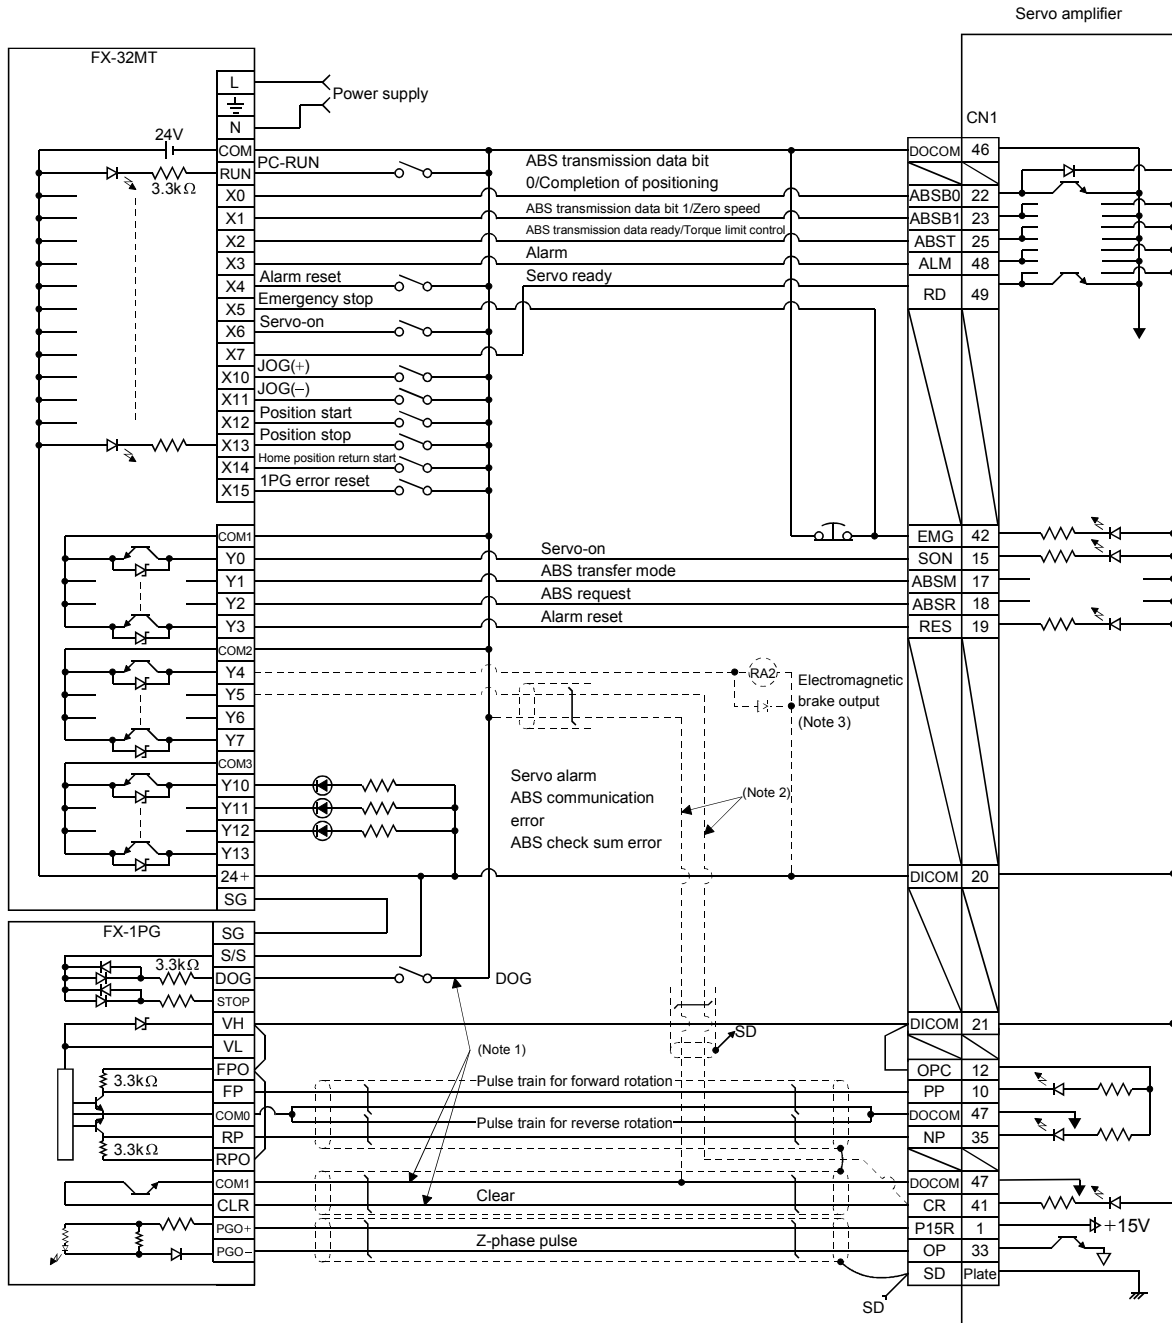 Servo amplifier
FX-32MT
L
Power supply
N
CN1
24V
COM
DOCOM 46
PC-RUN
RUN
3.3kΩ
ABS transmission data bit
0/Completion of positioning
X0
ABSB0 22
ABS transmission data bit 1/Zero speed
X1
ABSB1 23
ABS transmission data ready/Torque limit control
X2
ABST 25
Alarm
X3
ALM 48
Alarm reset
Servo ready
X4
RD 49
Emergency stop
X5
Servo-on
X6
X7
JOG(+)
X10
JOG(−)
X11
Position start
X12
Position stop
X13
Home position return start
X14
1PG error reset
X15
COM1
EMG 42
Servo-on
Y0
SON 15
ABS transfer mode
Y1
ABSM 17
ABS request
Y2
ABSR 18
Alarm reset
Y3
RES 19
COM2
Y4
RA2
Electromagnetic
brake output
(Note 3)
Y5
Y6
Y7
COM3
Y10
Servo alarm
ABS communication
error
ABS check sum error
(Note 2)
Y11
Y12
Y13
24+
DICOM 20
SG
FX-1PG
SG
S/S
3.3kΩ
DOG
DOG
STOP
VH
DICOM 21
SD
VL
(Note 1)
FPO
OPC 12
3.3kΩ
Pulse train for forward rotation
FP
PP 10
COM0
DOCOM 47
Pulse train for reverse rotation
RP
NP 35
3.3kΩ
RPO
COM1
DOCOM 47
Clear
CLR
CR 41
PGO+
P15R 1
+15V
Z-phase pulse
PGO−
OP 33
SD Plate
SD